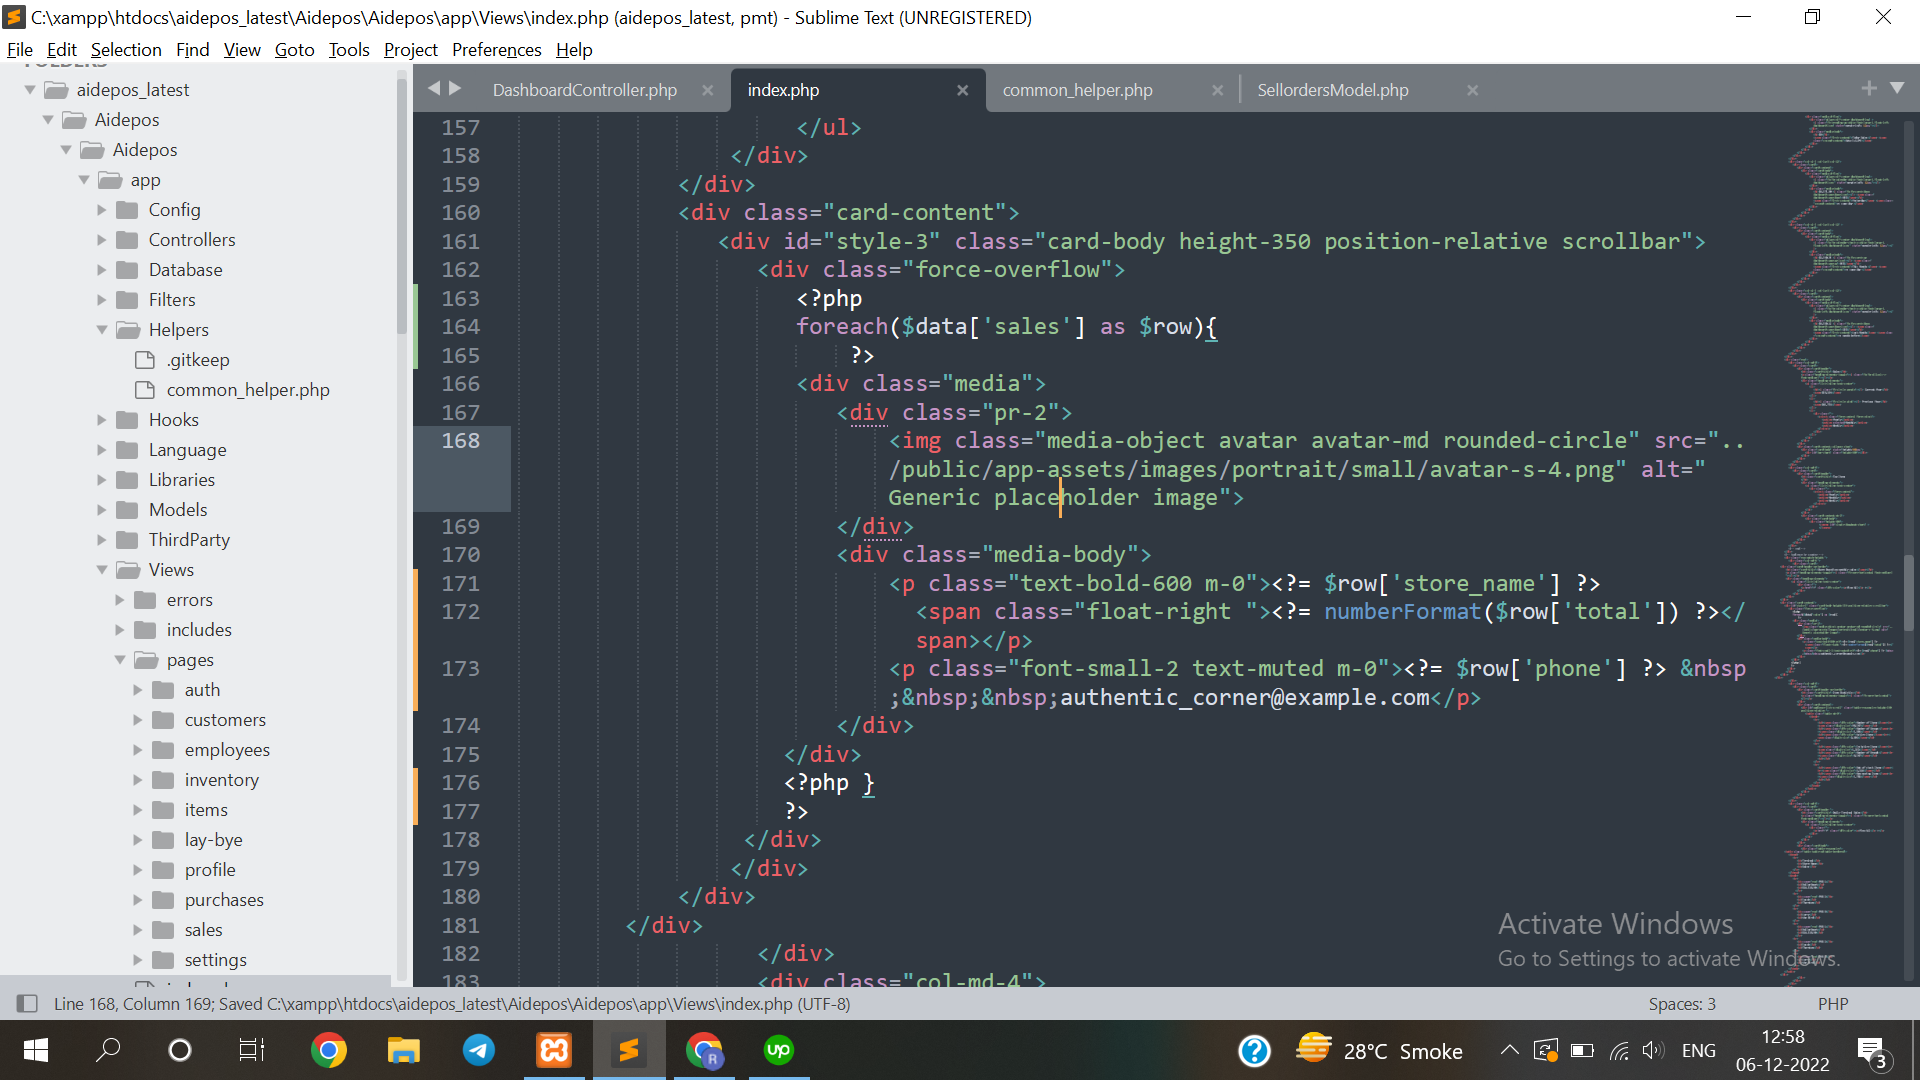 C:\xampp\htdocs\aidepos_latest\Aidepos\Aidepos\app\Views\index.php (aidepos_latest, pmt) - Sublime Text (UNREGISTERED)
File Edit Selection Find View Goto Tools Project Preferences Help
FOLDERS
aidepos_latest
Aidepos
Aidepos
app
Config
Controllers
Database
Filters
Helpers
.gitkeep
common_helper.php
Hooks
Language
Libraries
Models
ThirdParty
Views
errors
includes
pages
auth
customers
employees
inventory
items
lay-bye
profile
purchases
sales
settings
DashboardController.php index.php common_helper.php SellordersModel.php
157 </ul>
158 </div>
159 </div>
160 <div class="card-content">
161 <div id="style-3" class="card-body height-350 position-relative scrollbar">
162 <div class="force-overflow">
163 <?php
164 foreach($data['sales'] as $row){
165 ?>
166 <div class="media">
167 <div class="pr-2">
168 <img class="media-object avatar avatar-md rounded-circle" src="..
/public/app-assets/images/portrait/small/avatar-s-4.png" alt="
Generic placeholder image">
169 </div>
170 <div class="media-body">
171 <p class="text-bold-600 m-0"><?= $row['store_name'] ?>
172 <span class="float-right "><?= numberFormat($row['total']) ?></
span></p>
173 <p class="font-small-2 text-muted m-0"><?= $row['phone'] ?> &nbsp
;&nbsp;&nbsp;authentic_corner@example.com</p>
174 </div>
175 </div>
176 <?php }
177 ?>
178 </div>
179 </div>
180 </div>
181 </div>
182 </div>
183 <div class="col-md-4">
Activate Windows
Go to Settings to activate Windows.
Line 168, Column 169; Saved C:\xampp\htdocs\aidepos_latest\Aidepos\Aidepos\app\Views\index.php (UTF-8) Spaces: 3 PHP
28°C Smoke ENG 12:58
06-12-2022
3